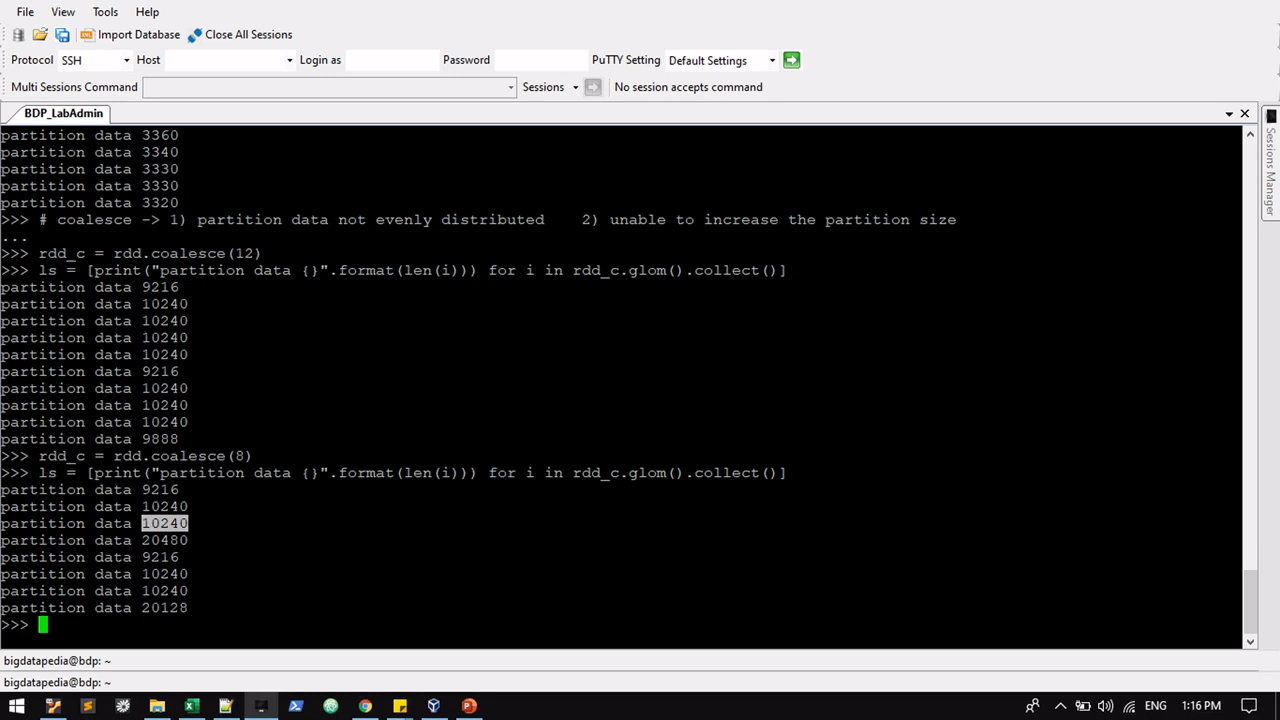 File View Tools Help
Import Database Close All Sessions
Protocol SSH Host Login as Password PuTTY Setting Default Settings
Multi Sessions Command Sessions No session accepts command
BDP_LabAdmin
Sessions Manager
partition data 3360
partition data 3340
partition data 3330
partition data 3330
partition data 3320
>>> # coalesce -> 1) partition data not evenly distributed    2) unable to increase the partition size
...
>>> rdd_c = rdd.coalesce(12)
>>> ls = [print("partition data {}".format(len(i))) for i in rdd_c.glom().collect()]
partition data 9216
partition data 10240
partition data 10240
partition data 10240
partition data 10240
partition data 9216
partition data 10240
partition data 10240
partition data 10240
partition data 9888
>>> rdd_c = rdd.coalesce(8)
>>> ls = [print("partition data {}".format(len(i))) for i in rdd_c.glom().collect()]
partition data 9216
partition data 10240
partition data 10240
partition data 20480
partition data 9216
partition data 10240
partition data 10240
partition data 20128
>>>
bigdatapedia@bdp: ~
bigdatapedia@bdp: ~
ENG 1:16 PM